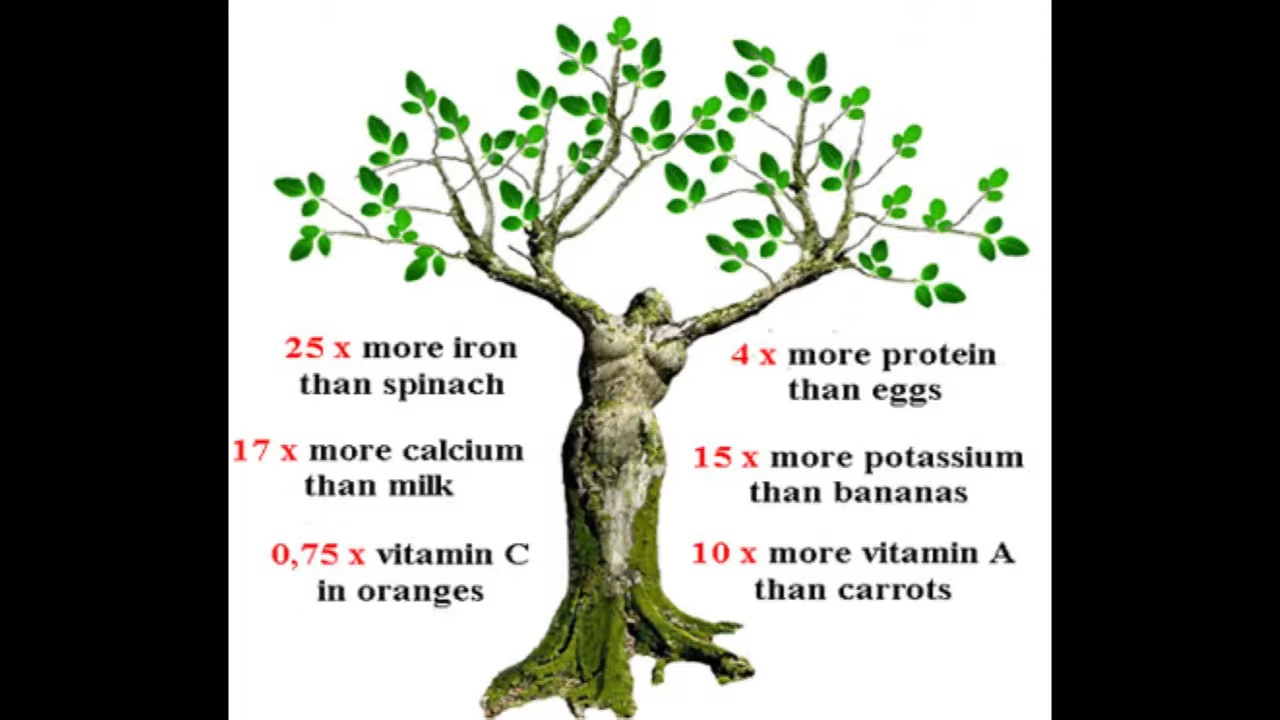 25 x more iron
than spinach
17 x more calcium
than milk
0,75 x vitamin C
in oranges
4 x more protein
than eggs
15 x more potassium
than bananas
10 x more vitamin A
than carrots